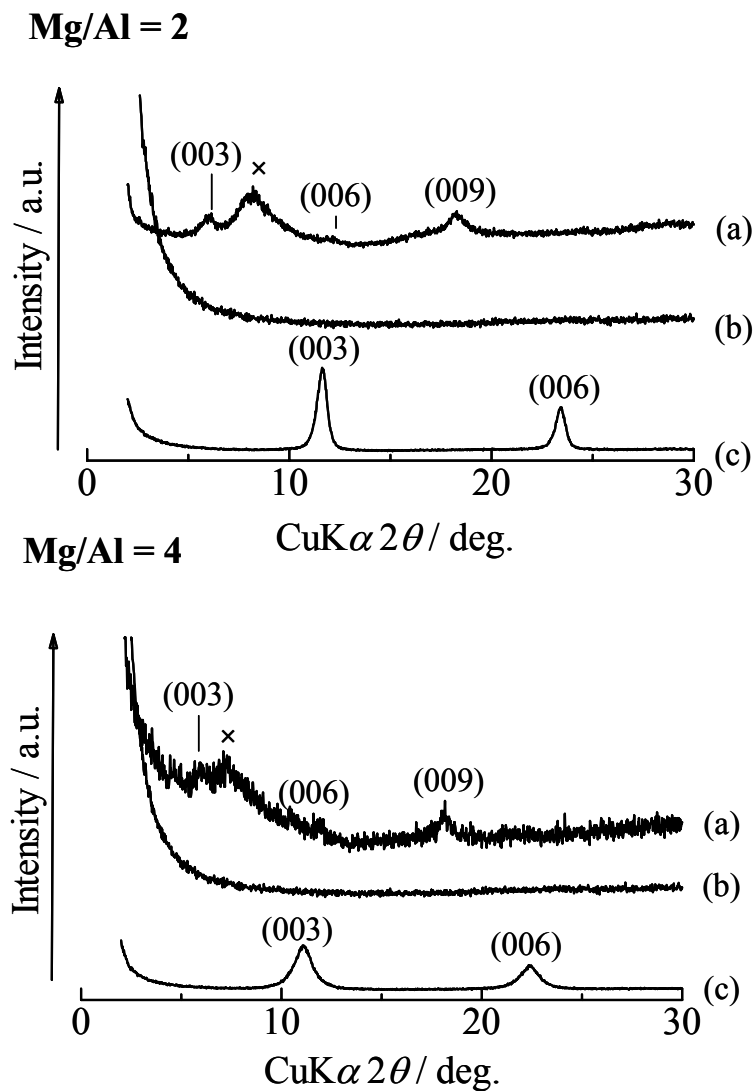 Mg/Al = 2
Intensity / a.u.
(003)
×
(006)
(009)
(a)
(b)
(003)
(006)
(c)
0
10
20
30
CuKα 2θ / deg.
Mg/Al = 4
Intensity / a.u.
(003)
×
(006)
(009)
(a)
(b)
(003)
(006)
(c)
0
10
20
30
CuKα 2θ / deg.